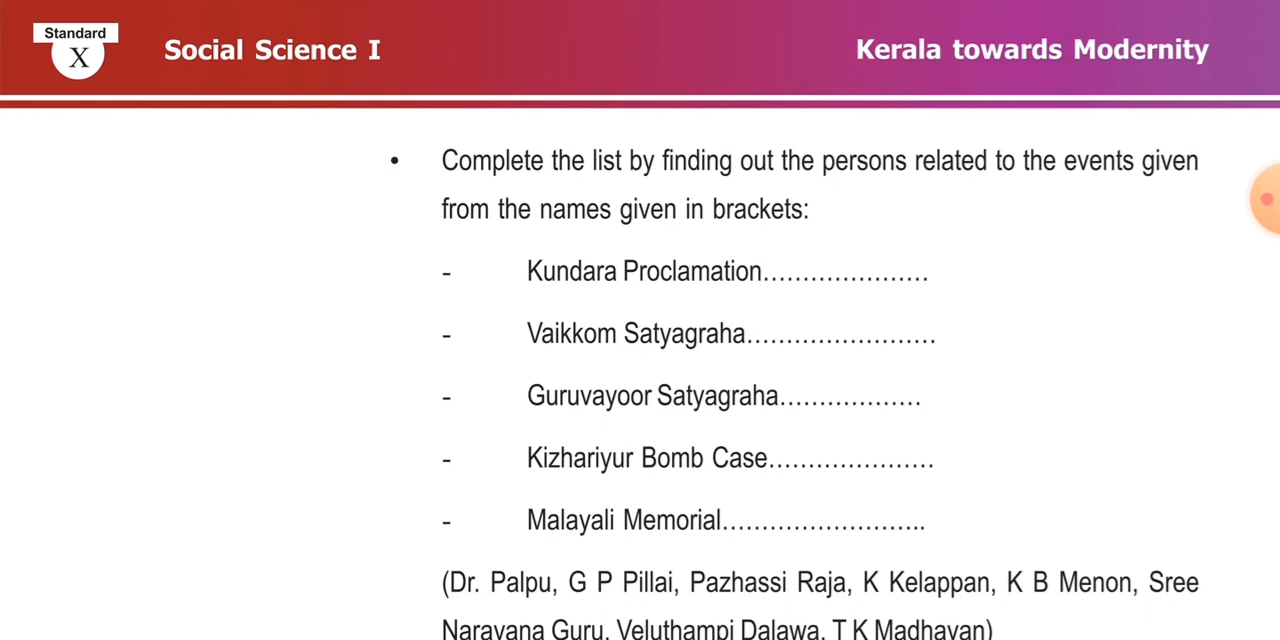 Standard
X
Social Science I
Kerala towards Modernity
• Complete the list by finding out the persons related to the events given
from the names given in brackets:
- Kundara Proclamation.....................
- Vaikkom Satyagraha........................
- Guruvayoor Satyagraha..................
- Kizhariyur Bomb Case.....................
- Malayali Memorial..........................
(Dr. Palpu, G P Pillai, Pazhassi Raja, K Kelappan, K B Menon, Sree
Narayana Guru, Veluthampi Dalawa, T K Madhavan)